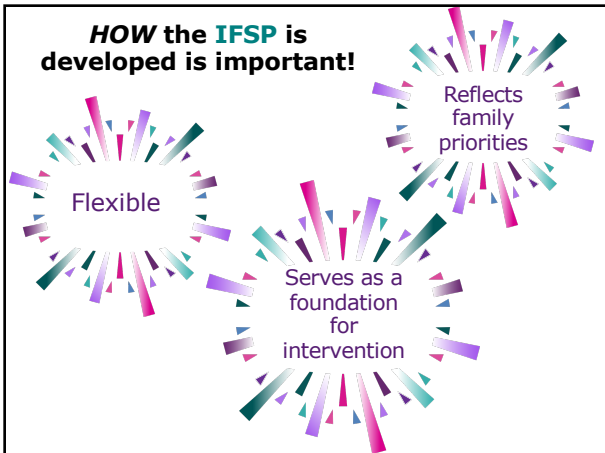 HOW the IFSP is
developed is important!
Reflects
family
priorities
Flexible
Serves as a
foundation
for
intervention